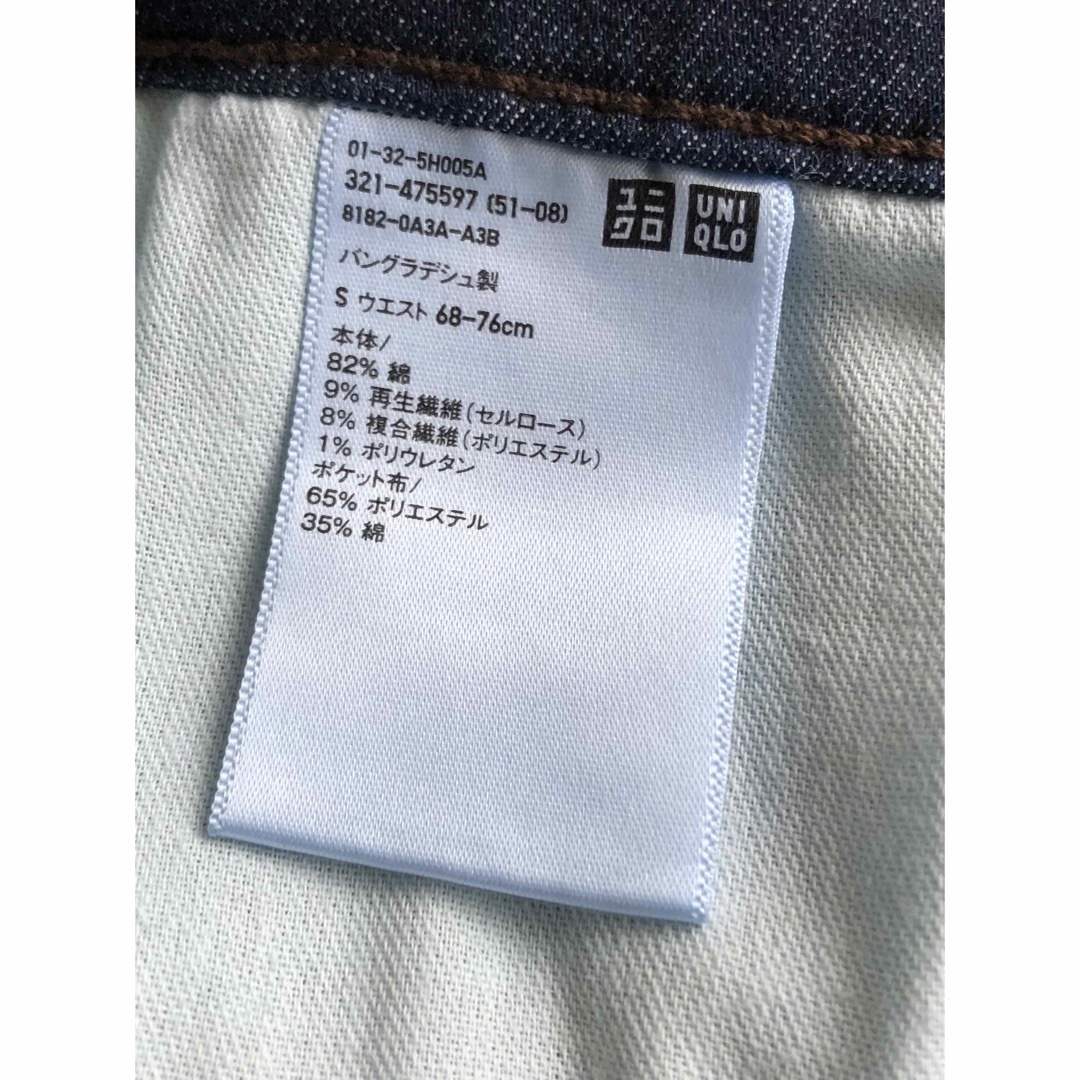 01-32-5H005A
321-475597 (51-08)
8182-0A3A-A3B
バングラデシュ製
S ウエスト 68-76cm
本体/
82% 綿
9% 再生繊維(セルロース)
8% 複合繊維(ポリエステル)
1% ポリウレタン
ポケット布/
65% ポリエステル
35% 綿
ユニ
クロ
UNI
QLO